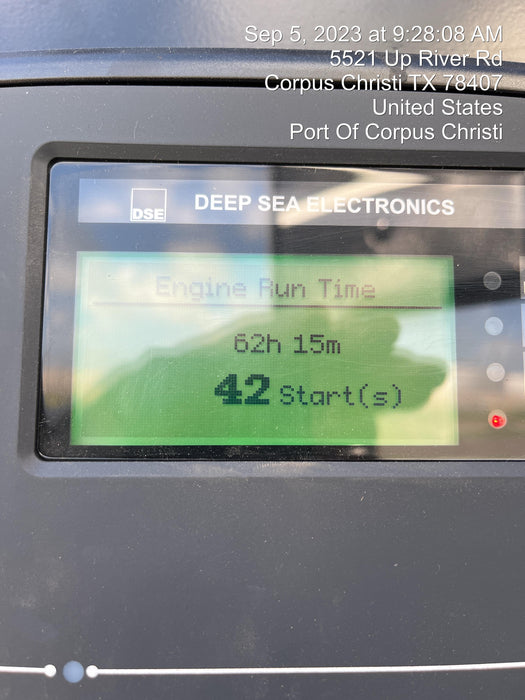 Sep 5, 2023 at 9:28:08 AM
5521 Up River Rd
Corpus Christi TX 78407
United States
Port Of Corpus Christi
DSE DEEP SEA ELECTRONICS
Engine Run Time
62h 15m
42 Start(s)